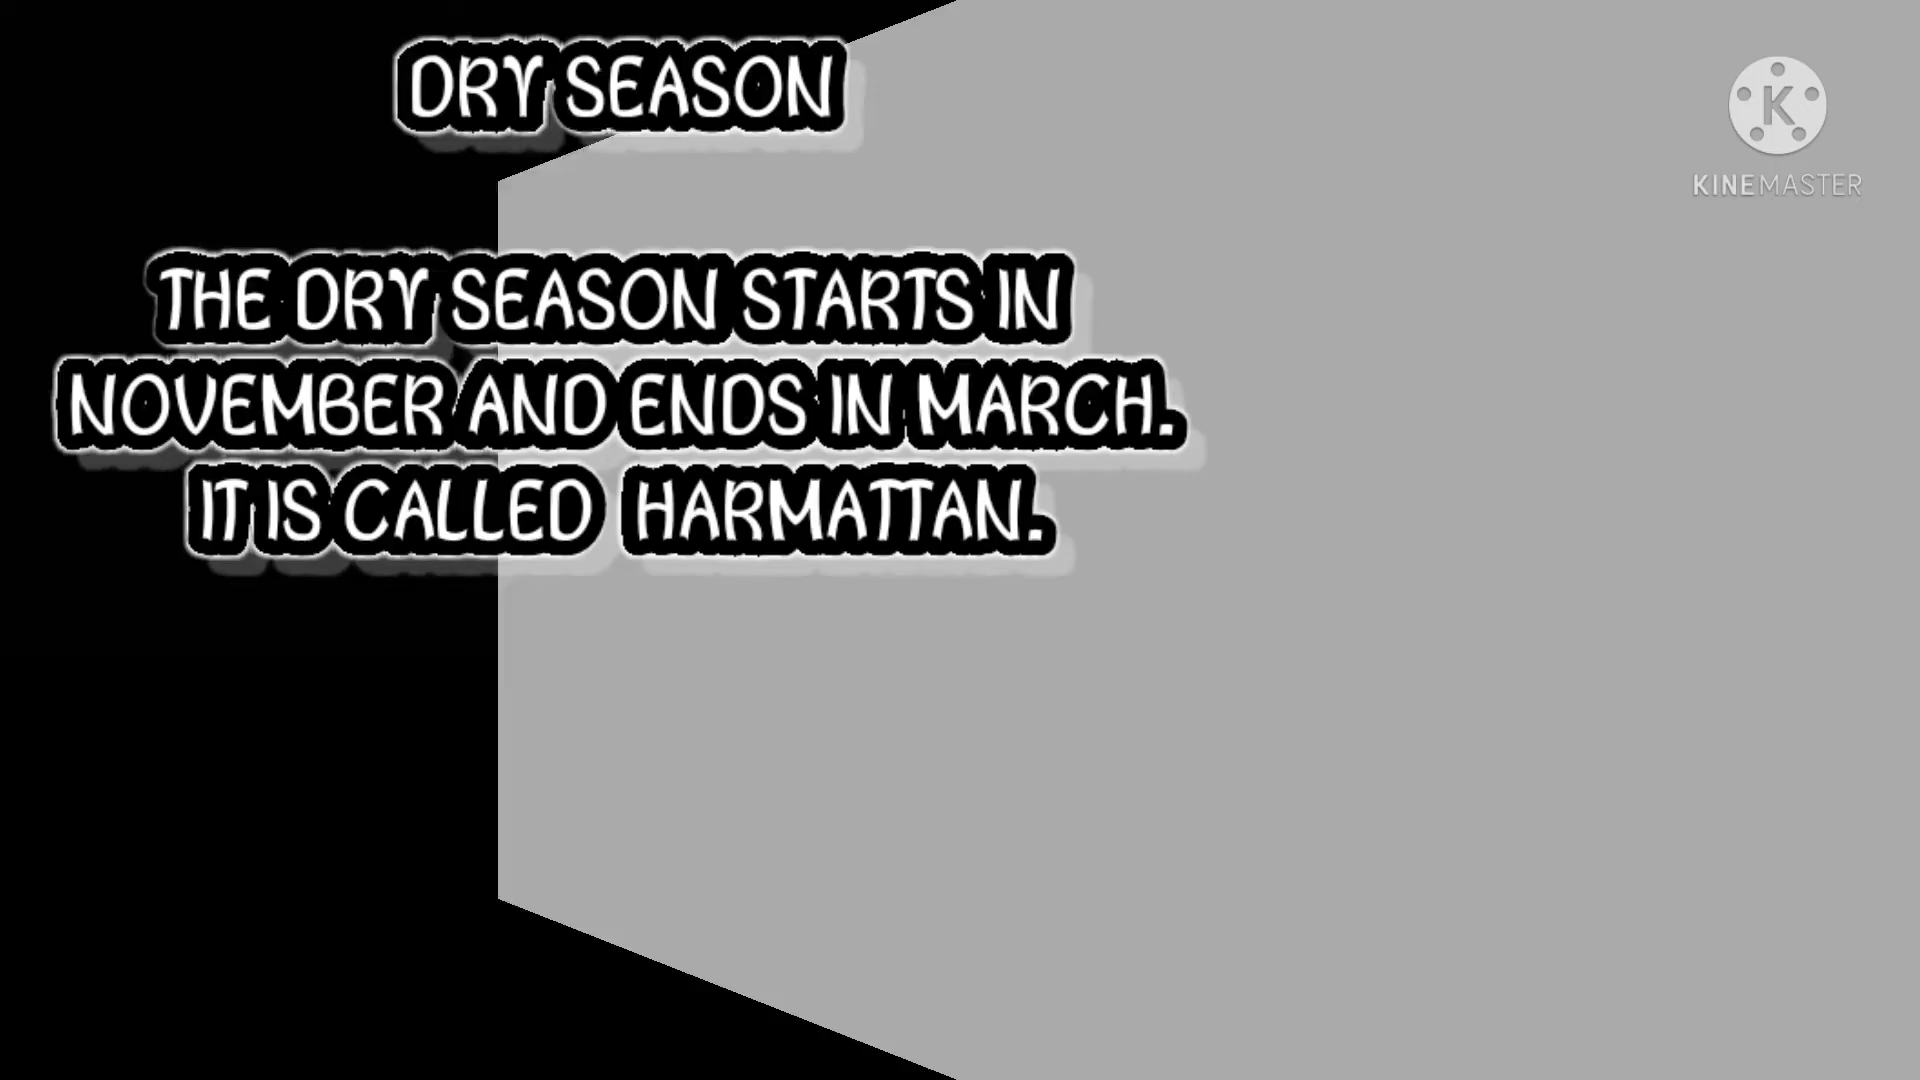 DRY SEASON
THE DRY SEASON STARTS IN
NOVEMBER AND ENDS IN MARCH.
IT IS CALLED HARMATTAN.
K
KINEMASTER